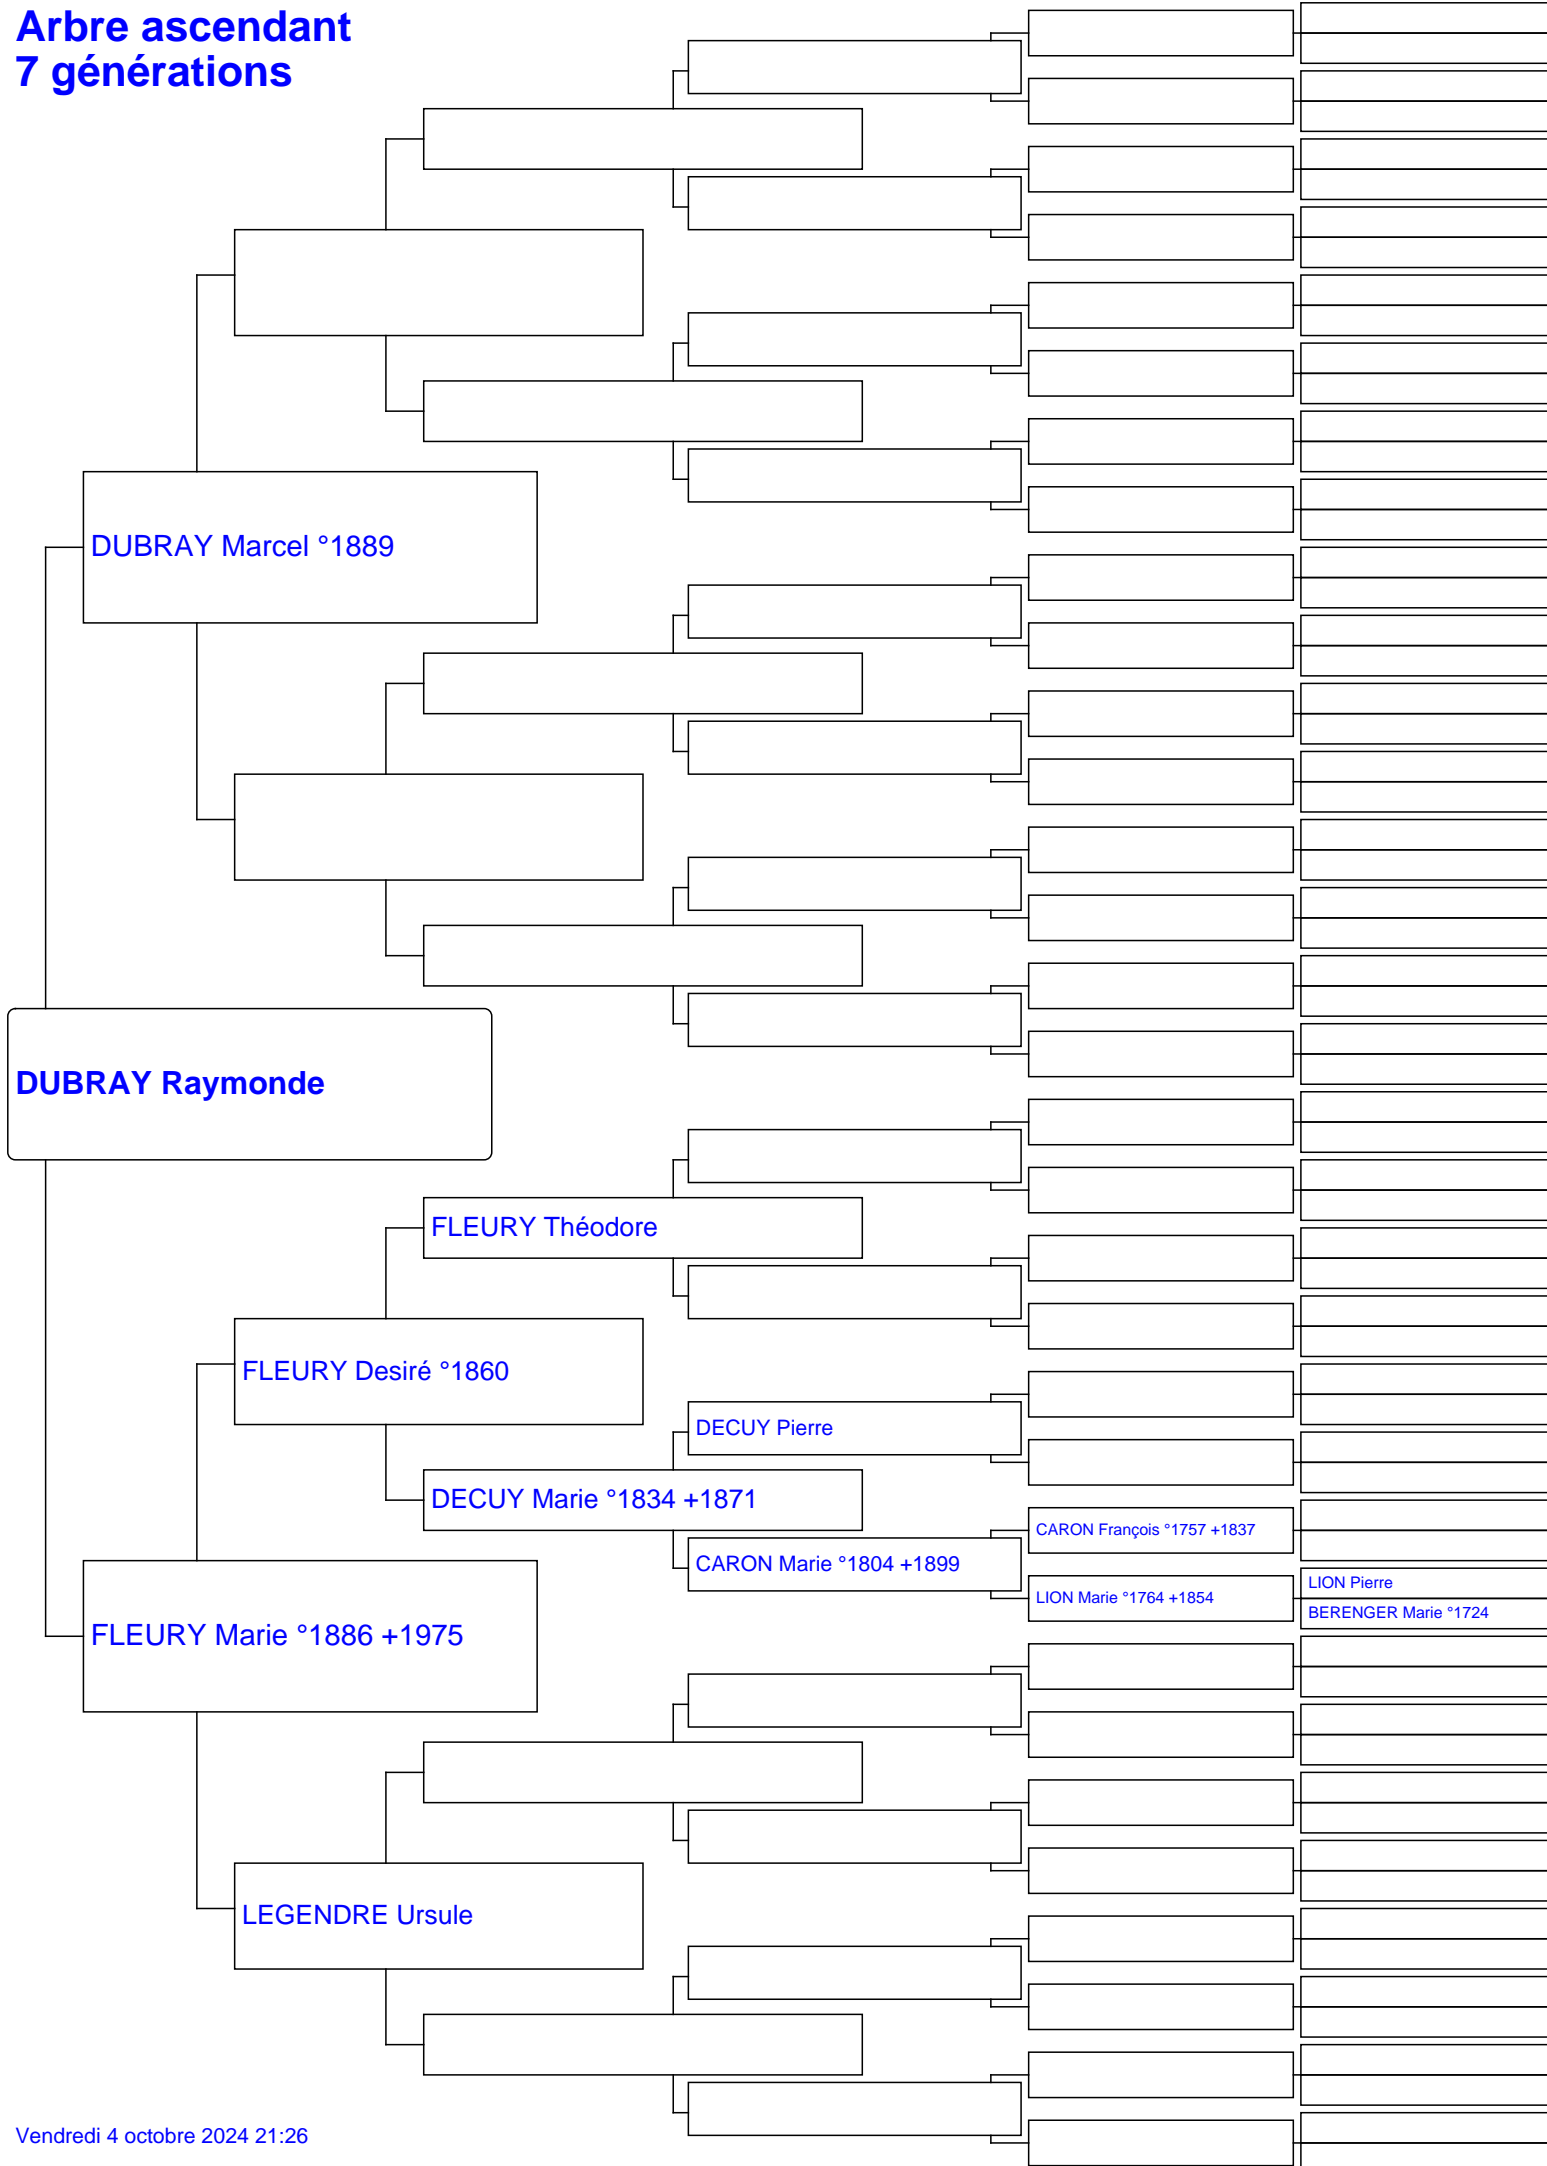 Arbre ascendant
7 générations
DUBRAY Marcel °1889
DUBRAY Raymonde
FLEURY Théodore
FLEURY Desiré °1860
DECUY Pierre
DECUY Marie °1834 +1871
CARON François °1757 +1837
CARON Marie °1804 +1899
LION Pierre
LION Marie °1764 +1854
BERENGER Marie °1724
FLEURY Marie °1886 +1975
LEGENDRE Ursule
Vendredi 4 octobre 2024 21:26